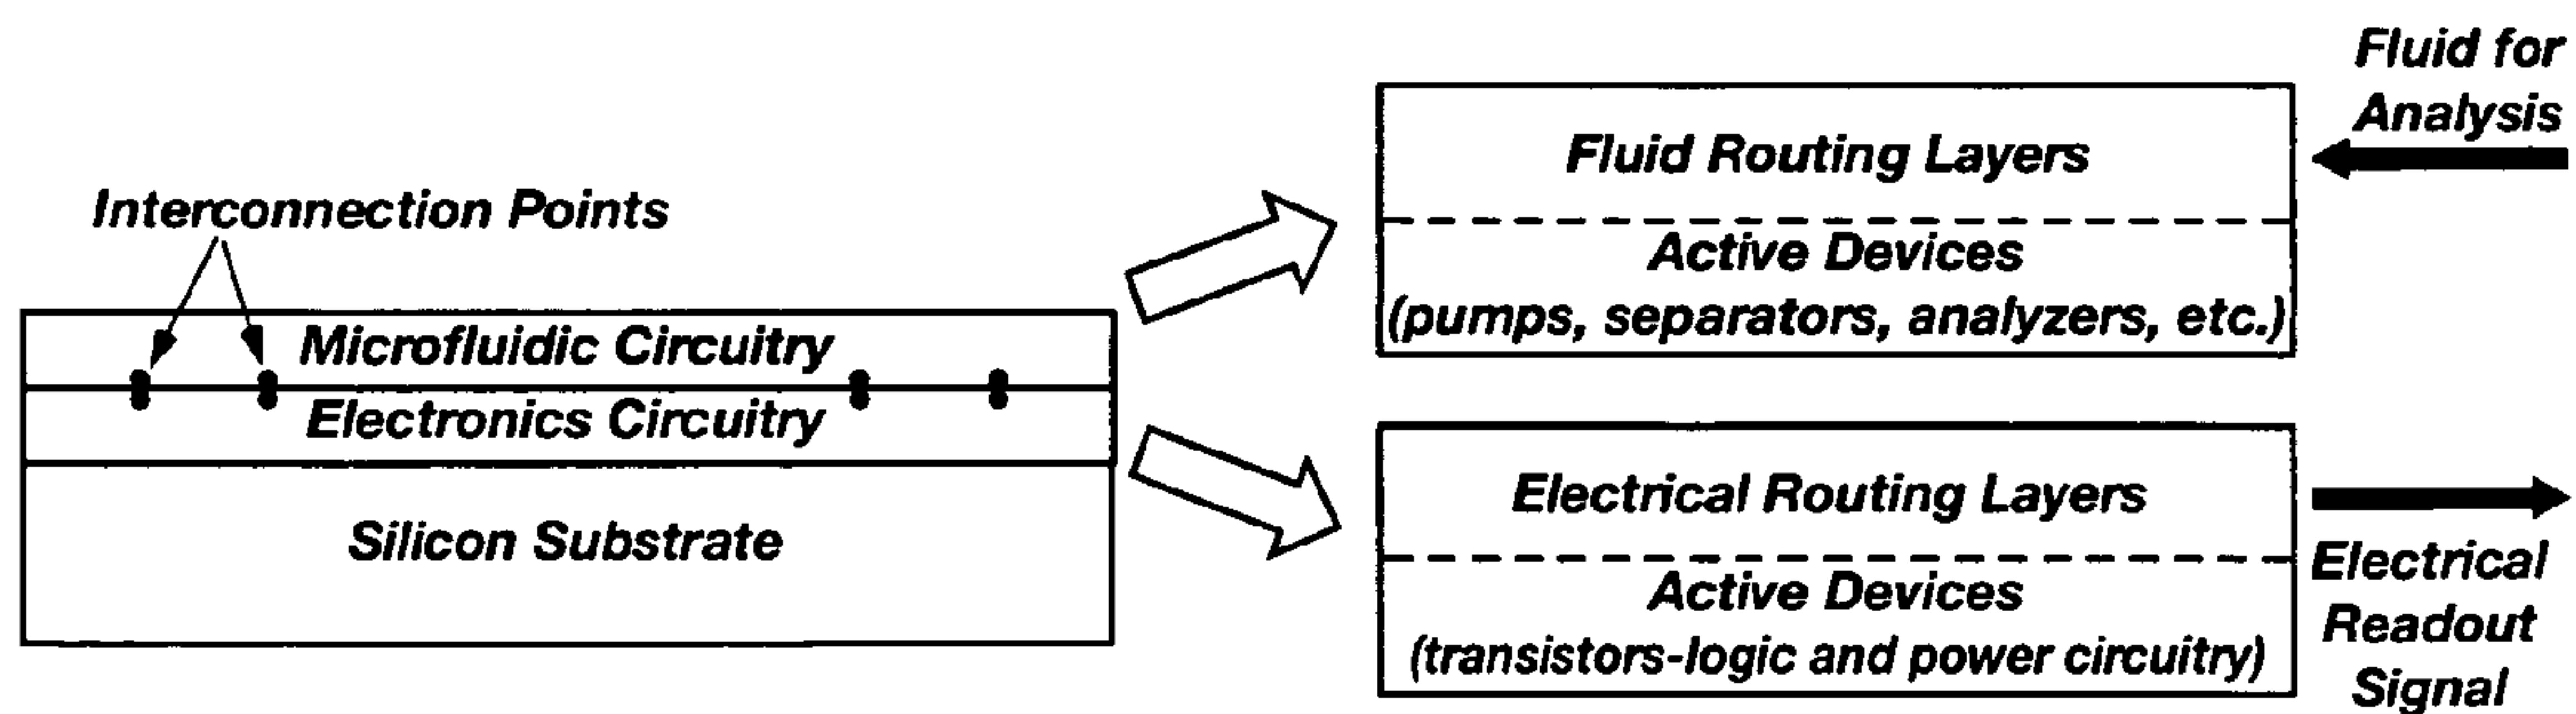 Interconnection Points
Microfluidic Circuitry
Electronics Circuitry
Silicon Substrate
Fluid Routing Layers
Active Devices
(pumps, separators, analyzers, etc.)
Fluid for
Analysis
Electrical Routing Layers
Active Devices
(transistors-logic and power circuitry)
Electrical
Readout
Signal